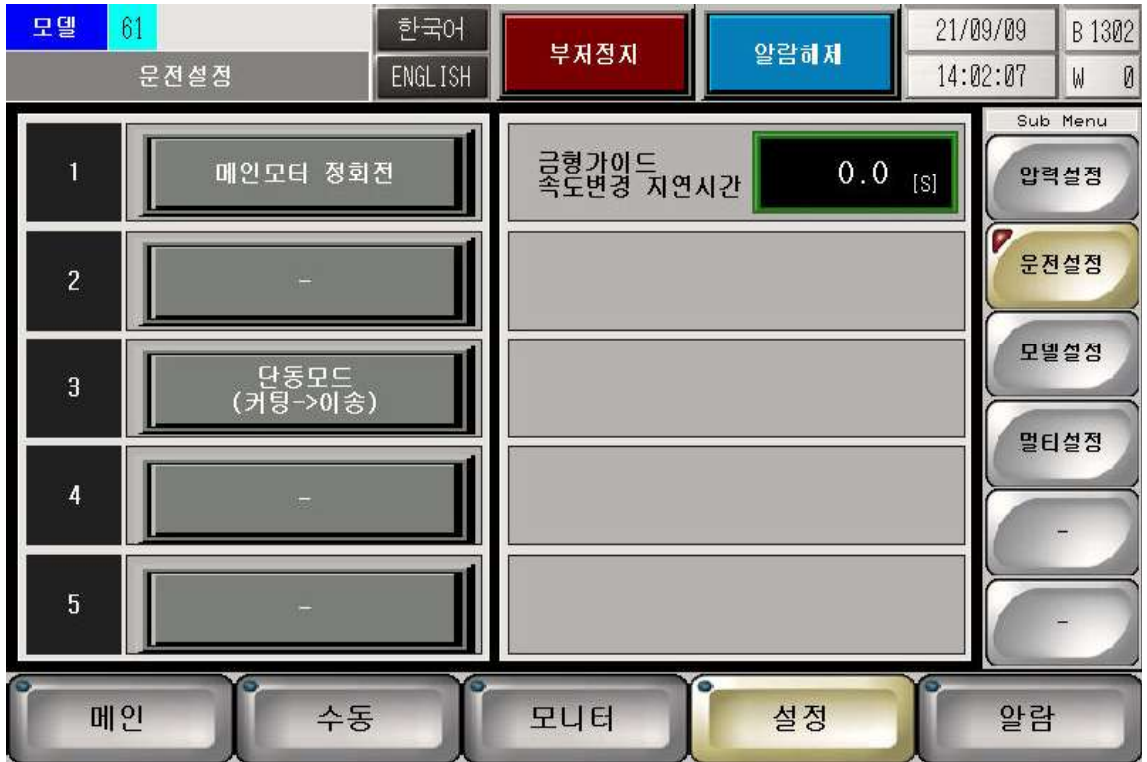 모델 61
한국어
부저정지
알람해제
21/09/09
B 1302
운전설정
ENGLISH
14:02:07
W 0
Sub Menu
1
메인모터 정회전
금형가이드
속도변경 지연시간
0.0 [S]
압력설정
2
-
운전설정
3
단동모드
(커팅->이송)
모델설정
멀티설정
4
-
-
5
-
-
메인
수동
모니터
설정
알람